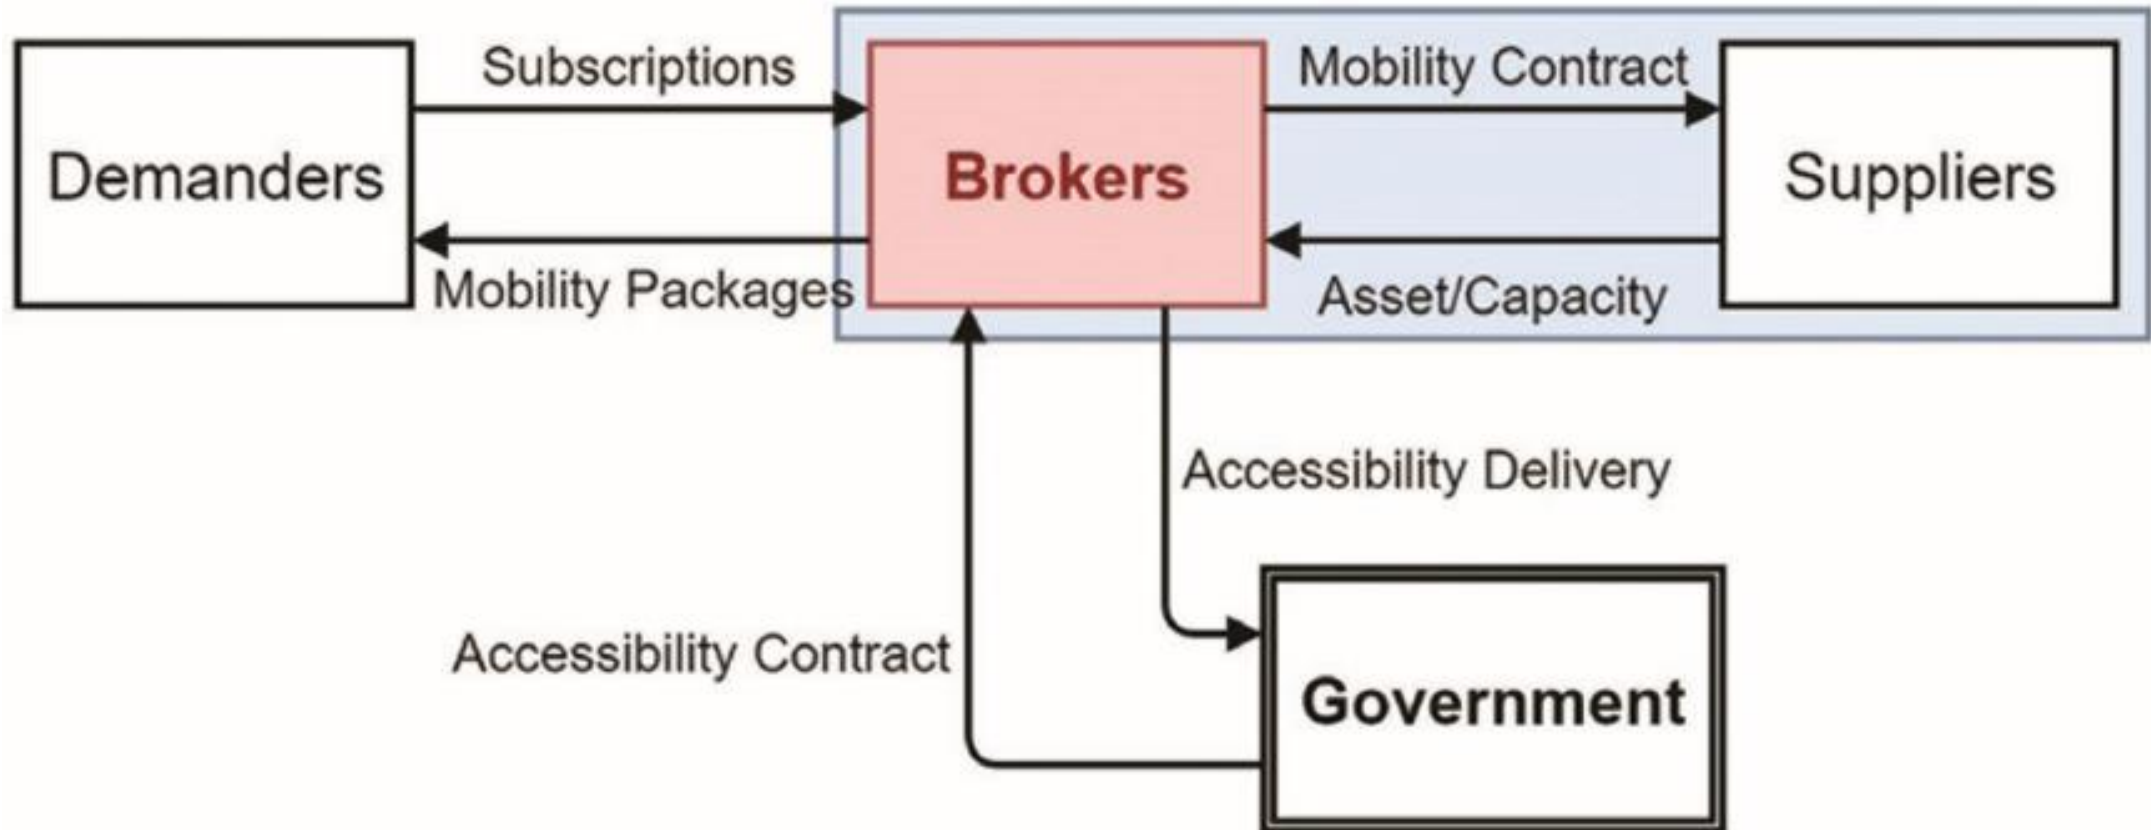 Subscriptions
Mobility Contract
Demanders
Brokers
Suppliers
Mobility Packages
Asset/Capacity
Accessibility Delivery
Accessibility Contract
Government